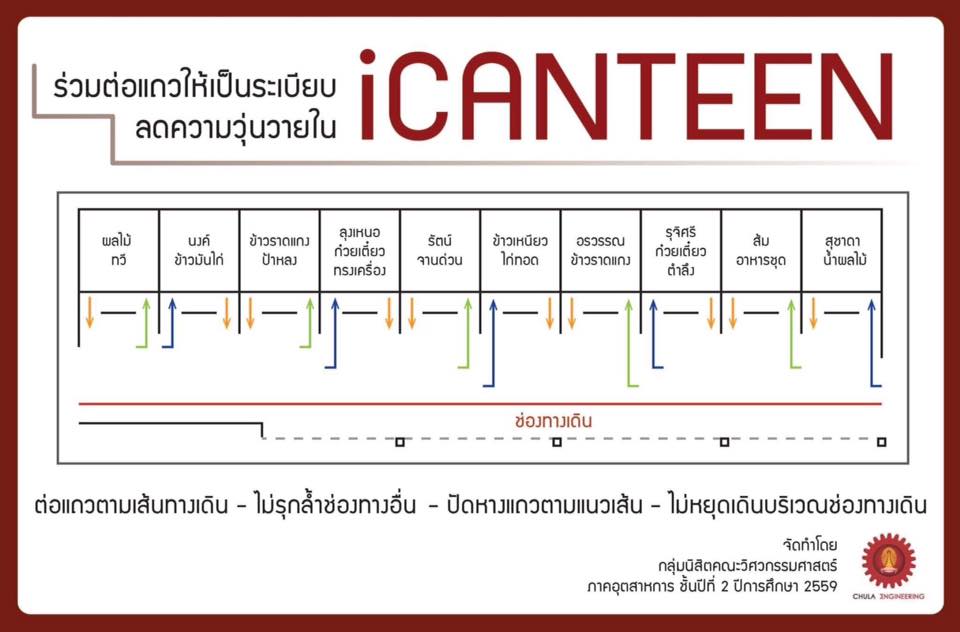 ร่วมต่อแถวให้เป็นระเบียบ
ลดความวุ่นวายใน
iCANTEEN
ผลไม้
ทวี
นงค์
ข้าวมันไก่
ข้าวราดแกง
ป้าหลง
ลุงเหนอ
ก๋วยเตี๋ยว
ทรงเครื่อง
รัตน์
จานด่วน
ข้าวเหนียว
ไก่ทอด
อรวรรณ
ข้าวราดแกง
รุจิศรี
ก๋วยเตี๋ยว
ตำลึง
ส้ม
อาหารชุด
สุชาดา
น้ำผลไม้
ช่องทางเดิน
ต่อแถวตามเส้นทางเดิน - ไม่รุกล้ำช่องทางอื่น - ปัดหางแถวตามแนวเส้น - ไม่หยุดเดินบริเวณช่องทางเดิน
จัดทำโดย
กลุ่มนิสิตคณะวิศวกรรมศาสตร์
ภาคอุตสาหการ ชั้นปีที่ 2 ปีการศึกษา 2559
CHULA ENGINEERING